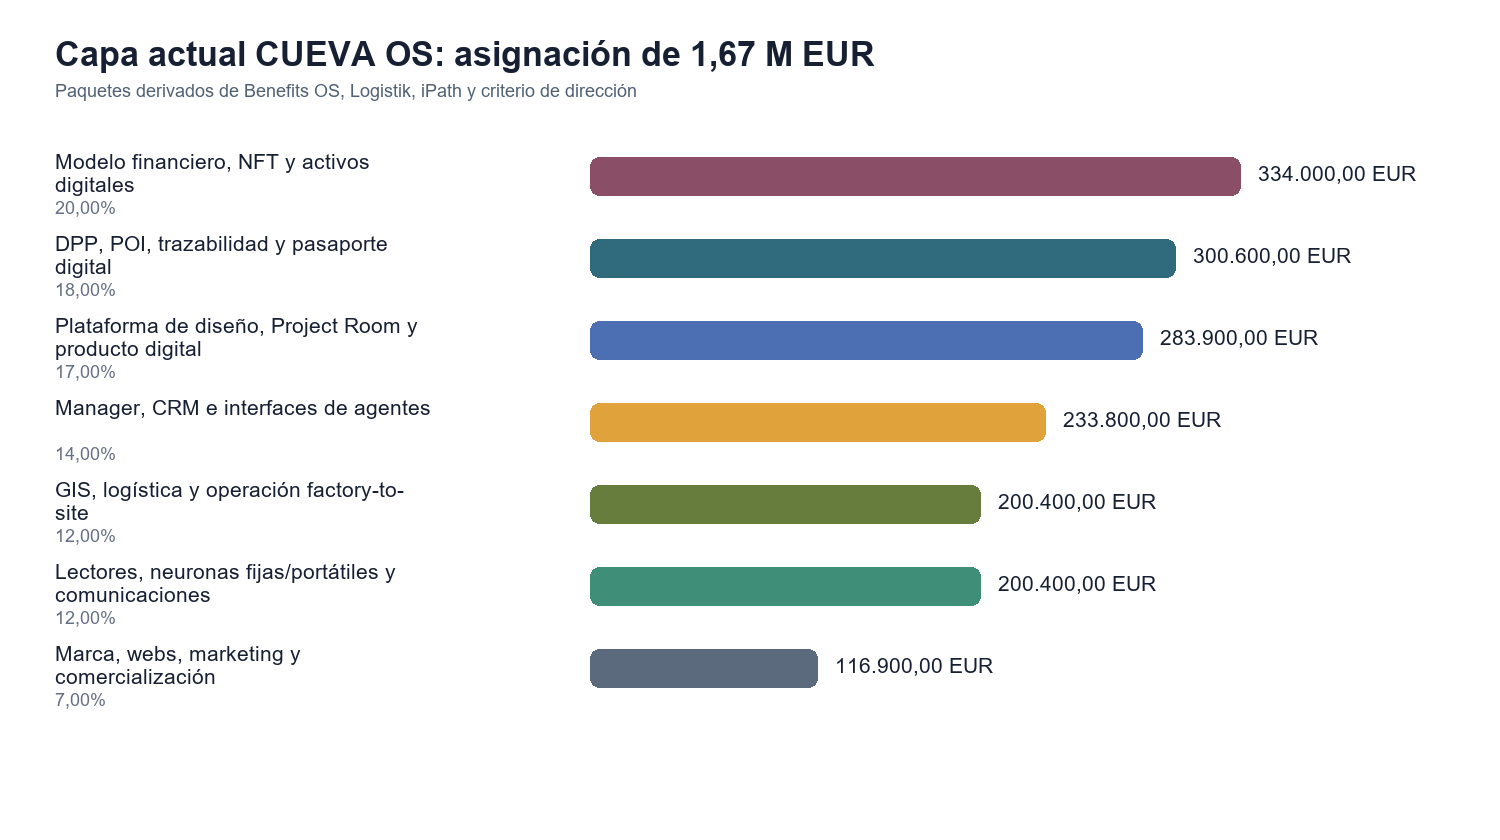 Capa actual CUEVA OS: asignación de 1,67 M EUR
Paquetes derivados de Benefits OS, Logistik, iPath y criterio de dirección
Modelo financiero, NFT y activos
digitales
20,00%
334.000,00 EUR
DPP, POI, trazabilidad y pasaporte
digital
18,00%
300.600,00 EUR
Plataforma de diseño, Project Room y
producto digital
17,00%
283.900,00 EUR
Manager, CRM e interfaces de agentes
14,00%
233.800,00 EUR
GIS, logística y operación factory-to-
site
12,00%
200.400,00 EUR
Lectores, neuronas fijas/portátiles y
comunicaciones
12,00%
200.400,00 EUR
Marca, webs, marketing y
comercialización
7,00%
116.900,00 EUR